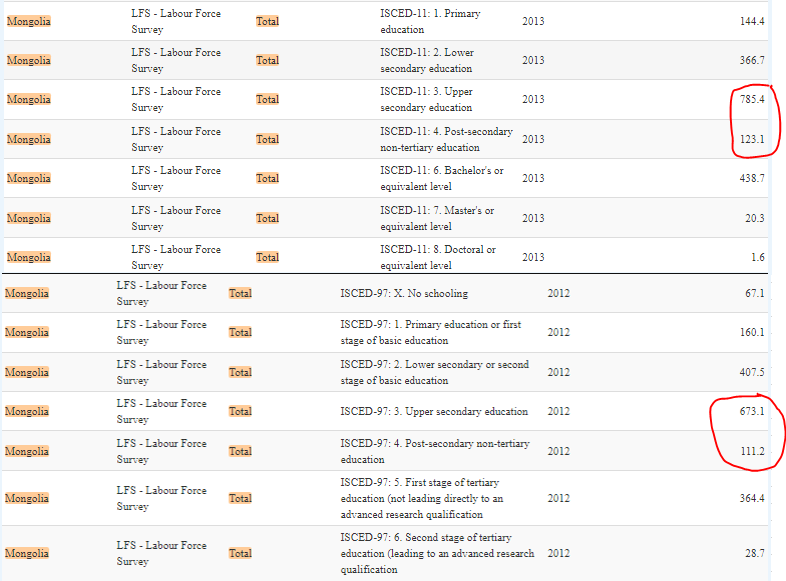 Mongolia LFS - Labour Force Survey Total ISCED-11: 1. Primary education 2013 144.4
Mongolia LFS - Labour Force Survey Total ISCED-11: 2. Lower secondary education 2013 366.7
Mongolia LFS - Labour Force Survey Total ISCED-11: 3. Upper secondary education 2013 785.4
Mongolia LFS - Labour Force Survey Total ISCED-11: 4. Post-secondary non-tertiary education 2013 123.1
Mongolia LFS - Labour Force Survey Total ISCED-11: 6. Bachelor's or equivalent level 2013 438.7
Mongolia LFS - Labour Force Survey Total ISCED-11: 7. Master's or equivalent level 2013 20.3
Mongolia LFS - Labour Force Survey Total ISCED-11: 8. Doctoral or equivalent level 2013 1.6
Mongolia LFS - Labour Force Survey Total ISCED-97: X. No schooling 2012 67.1
Mongolia LFS - Labour Force Survey Total ISCED-97: 1. Primary education or first stage of basic education 2012 160.1
Mongolia LFS - Labour Force Survey Total ISCED-97: 2. Lower secondary or second stage of basic education 2012 407.5
Mongolia LFS - Labour Force Survey Total ISCED-97: 3. Upper secondary education 2012 673.1
Mongolia LFS - Labour Force Survey Total ISCED-97: 4. Post-secondary non-tertiary education 2012 111.2
Mongolia LFS - Labour Force Survey Total ISCED-97: 5. First stage of tertiary education (not leading directly to an advanced research qualification 2012 364.4
Mongolia LFS - Labour Force Survey Total ISCED-97: 6. Second stage of tertiary education (leading to an advanced research qualification 2012 28.7